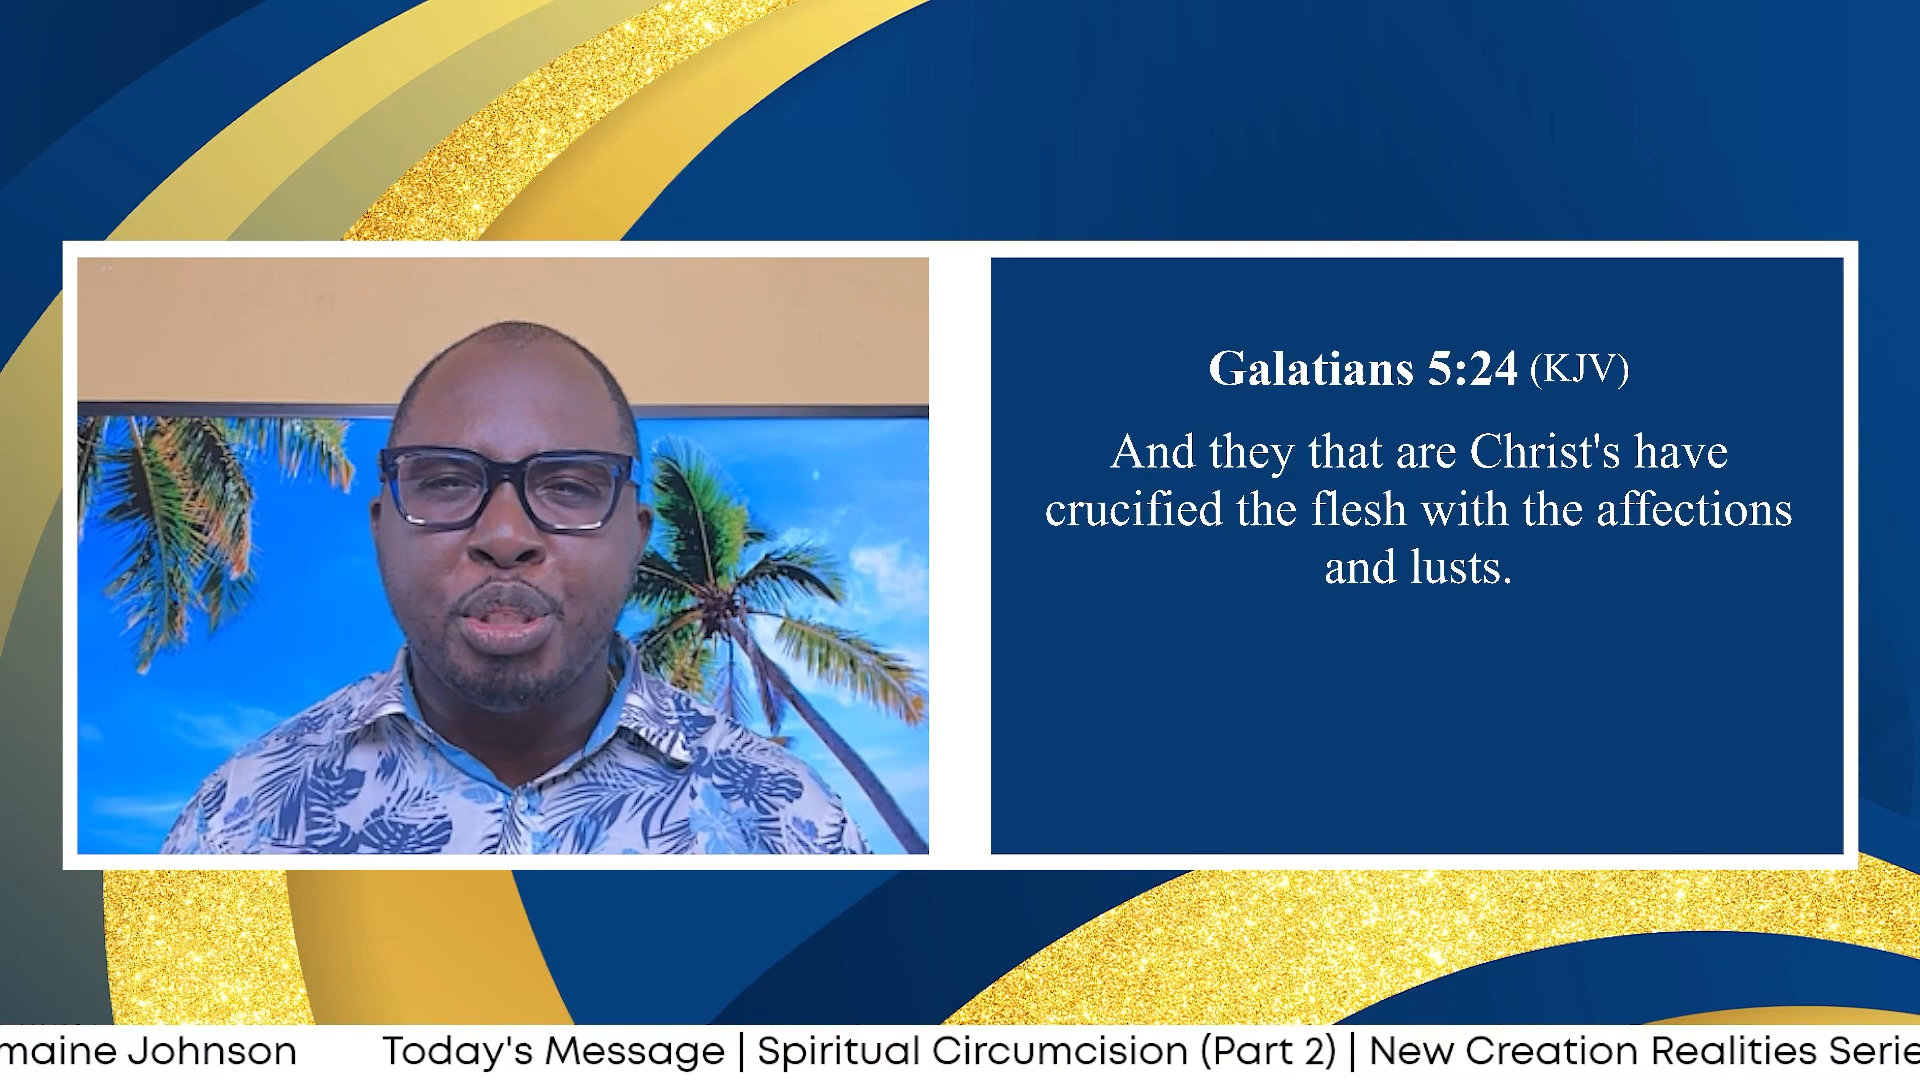 Galatians 5:24 (KJV)
And they that are Christ's have
crucified the flesh with the affections
and lusts.
maine Johnson Today's Message | Spiritual Circumcision (Part 2) | New Creation Realities Serie